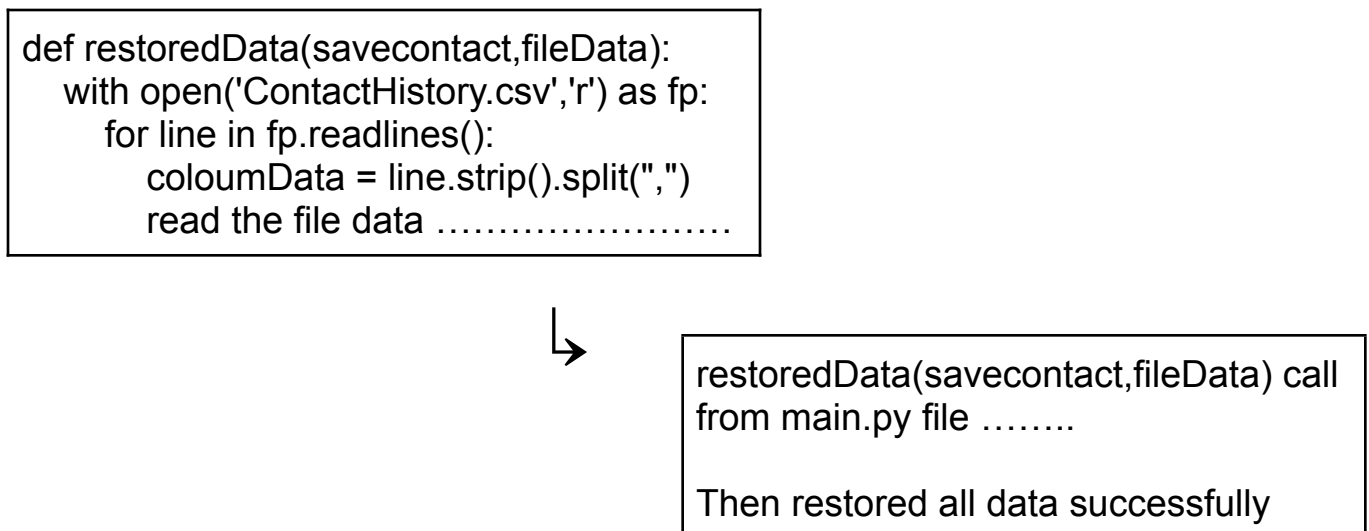 def restoredData(savecontact,fileData):
with open('ContactHistory.csv','r') as fp:
for line in fp.readlines():
coloumData = line.strip().split(",")
read the file data ……………………
restoredData(savecontact,fileData) call
from main.py file ……..
Then restored all data successfully